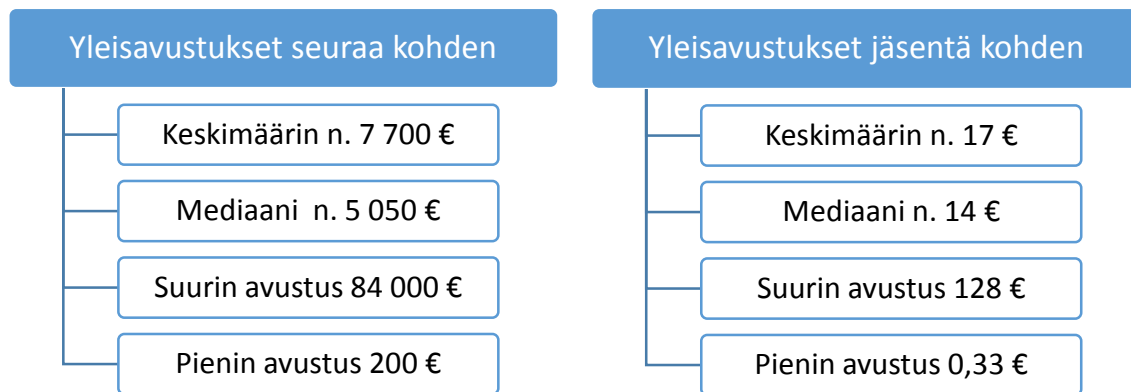 Yleisavustukset seuraa kohden
Keskimäärin n. 7 700 €
Mediaani n. 5 050 €
Suurin avustus 84 000 €
Pienin avustus 200 €
Yleisavustukset jäsentä kohden
Keskimäärin n. 17 €
Mediaani n. 14 €
Suurin avustus 128 €
Pienin avustus 0,33 €